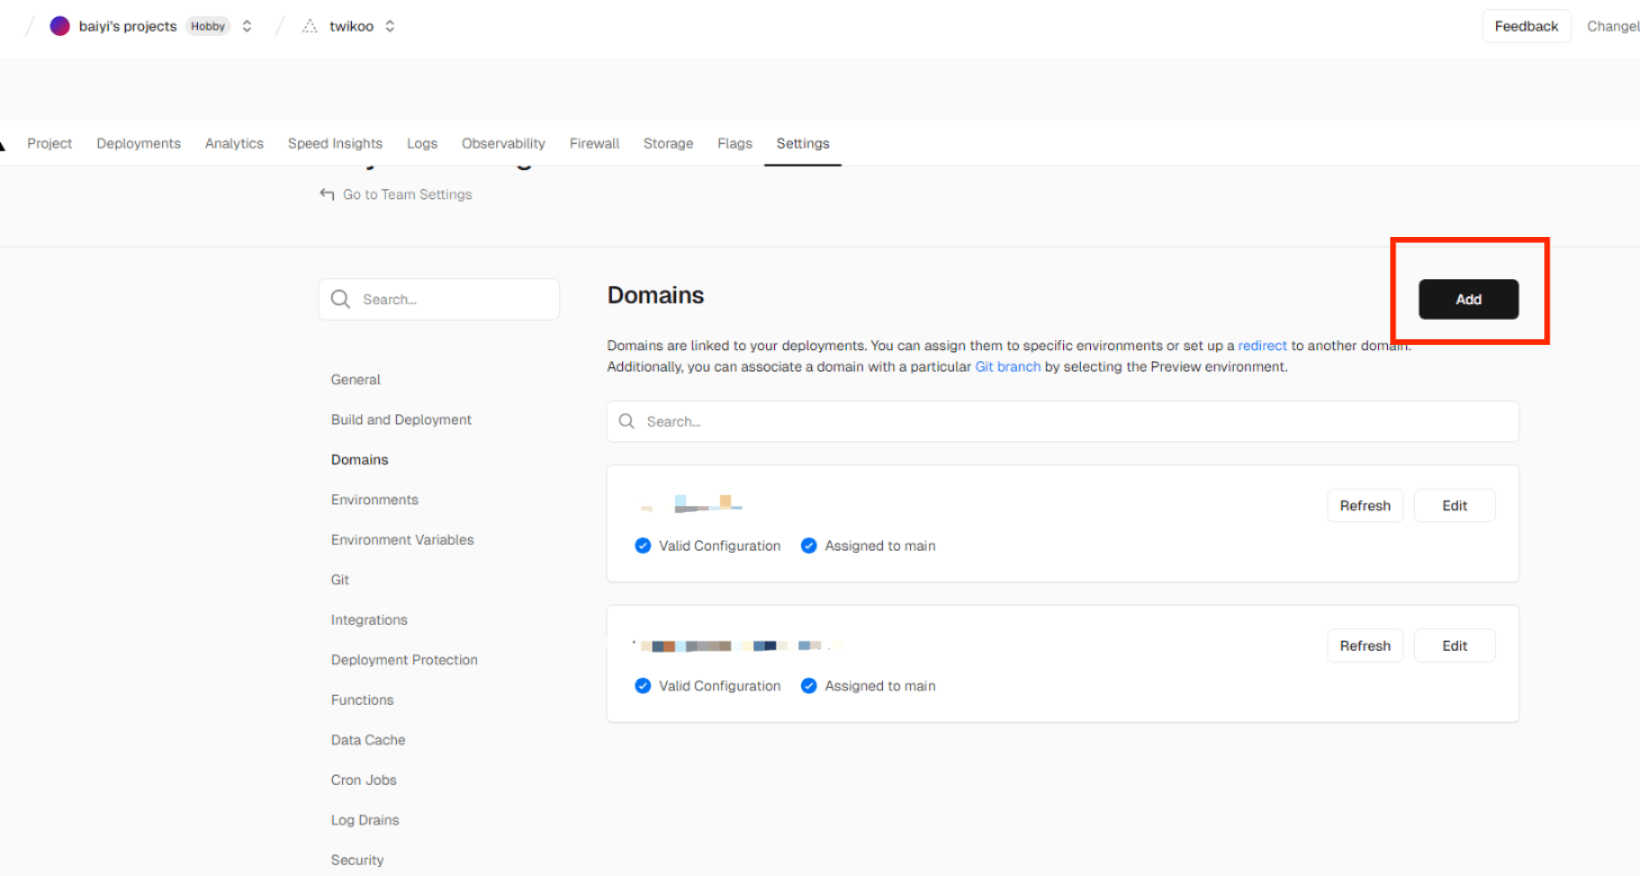 baiyi's projects Hobby twikoo Feedback
Project Deployments Analytics Speed Insights Logs Observability Firewall Storage Flags Settings
Go to Team Settings
Search...
Domains
Add
Domains are linked to your deployments. You can assign them to specific environments or set up a redirect to another domain.
Additionally, you can associate a domain with a particular Git branch by selecting the Preview environment.
General
Build and Deployment
Domains
Environments
Environment Variables
Git
Integrations
Deployment Protection
Functions
Data Cache
Cron Jobs
Log Drains
Security
Search...
Refresh Edit
Valid Configuration Assigned to main
Refresh Edit
Valid Configuration Assigned to main